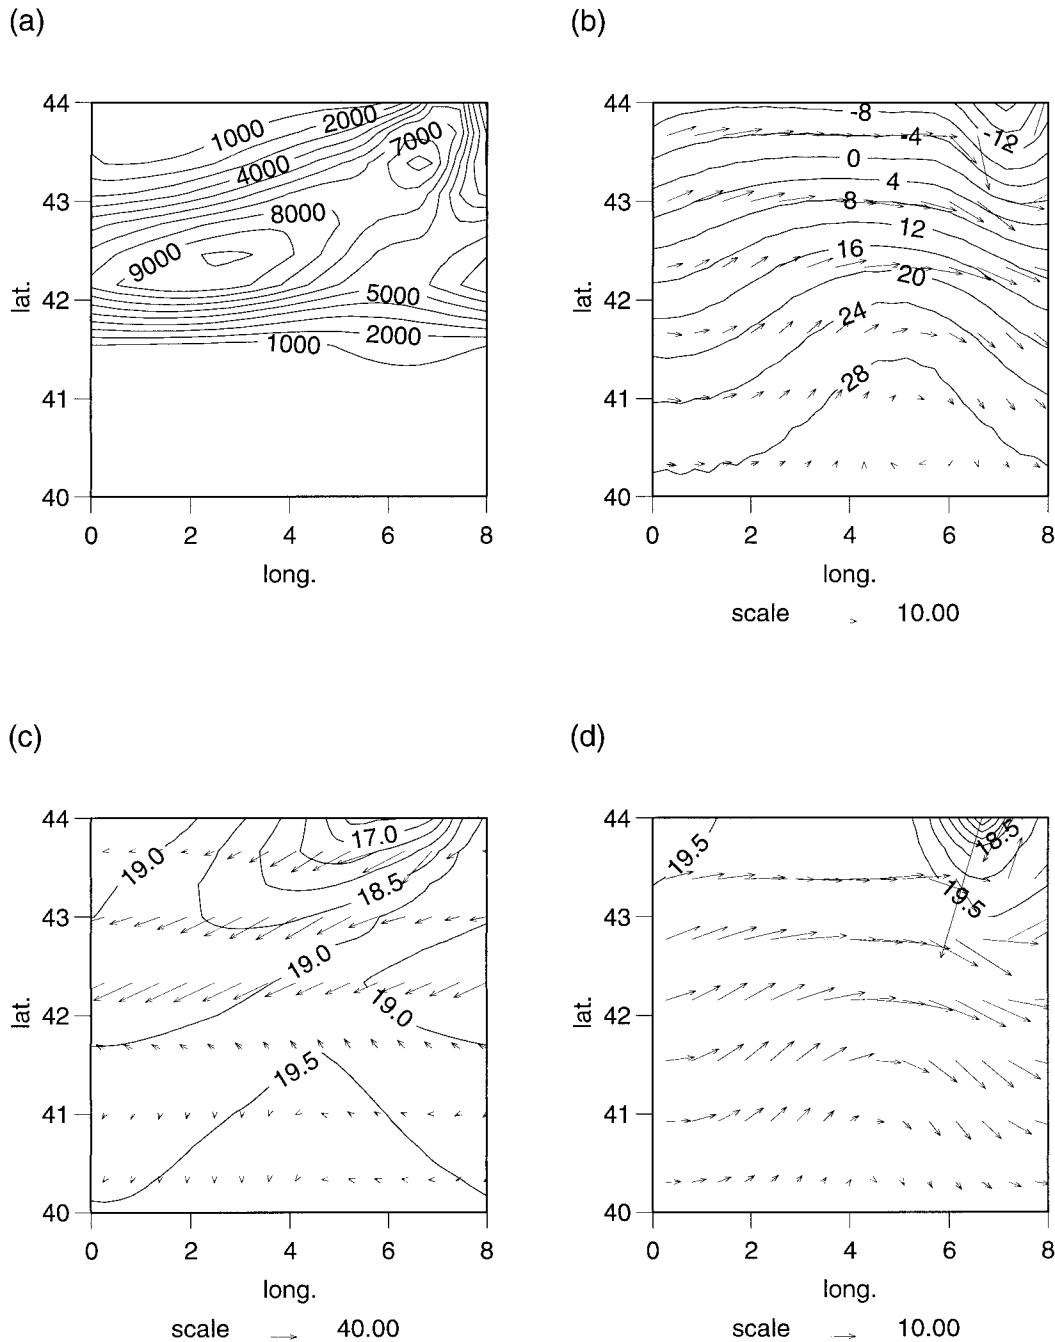 (a)
44
43
42
41
40
lat.
1000
2000
7000
4000
8000
9000
5000
2000
1000
0 2 4 6 8
long.
(b)
44
43
42
41
40
lat.
-8
-4
-12
0
4
8
12
16
20
24
28
0 2 4 6 8
long.
scale 10.00
(c)
44
43
42
41
40
lat.
17.0
19.0
18.5
19.0
19.0
19.5
0 2 4 6 8
long.
scale 40.00
(d)
44
43
42
41
40
lat.
19.5
18.5
19.5
0 2 4 6 8
long.
scale 10.00